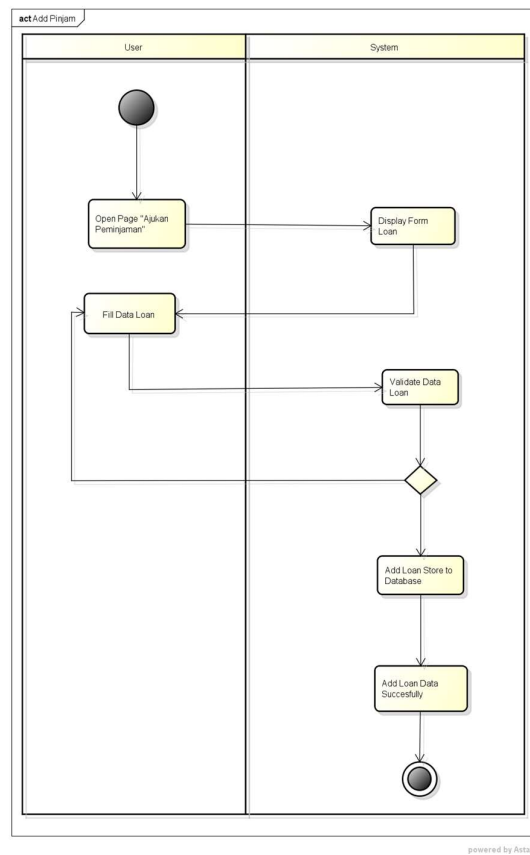 act Add Pinjam
User
System
Open Page "Ajukan
Peminjaman"
Display Form
Loan
Fill Data Loan
Validate Data
Loan
Add Loan Store to
Database
Add Loan Data
Succesfully
powered by Asta